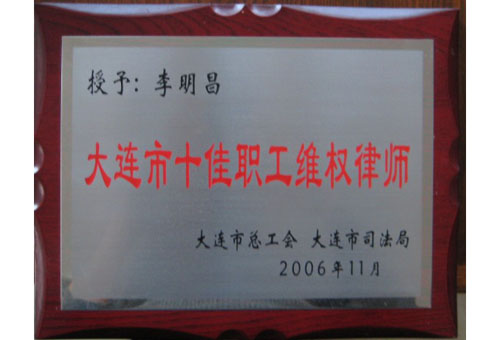 授予：李明昌
大连市十佳职工维权律师
大连市总工会 大连市司法局
2006年11月